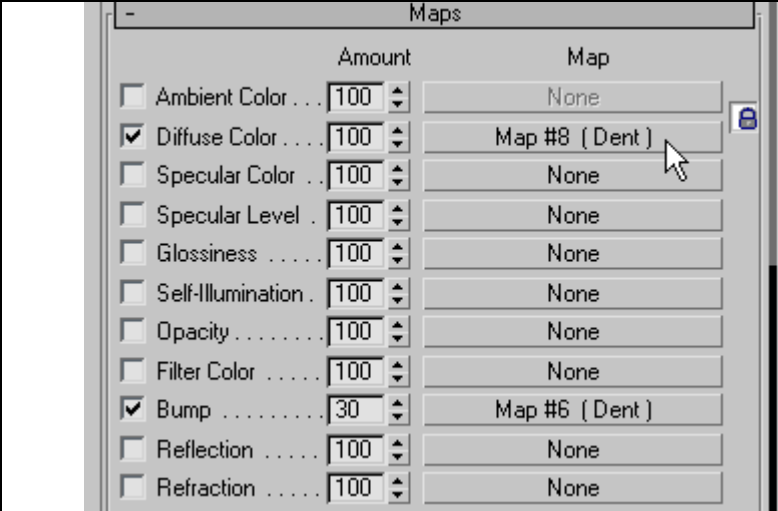 - Maps
Amount Map
Ambient Color . . . 100 None
Diffuse Color . . . . 100 Map #8 ( Dent )
Specular Color . . 100 None
Specular Level . 100 None
Glossiness . . . . . 100 None
Self-Illumination . 100 None
Opacity . . . . . . . . 100 None
Filter Color . . . . . 100 None
Bump . . . . . . . . . 30 Map #6 ( Dent )
Reflection . . . . . 100 None
Refraction . . . . . 100 None